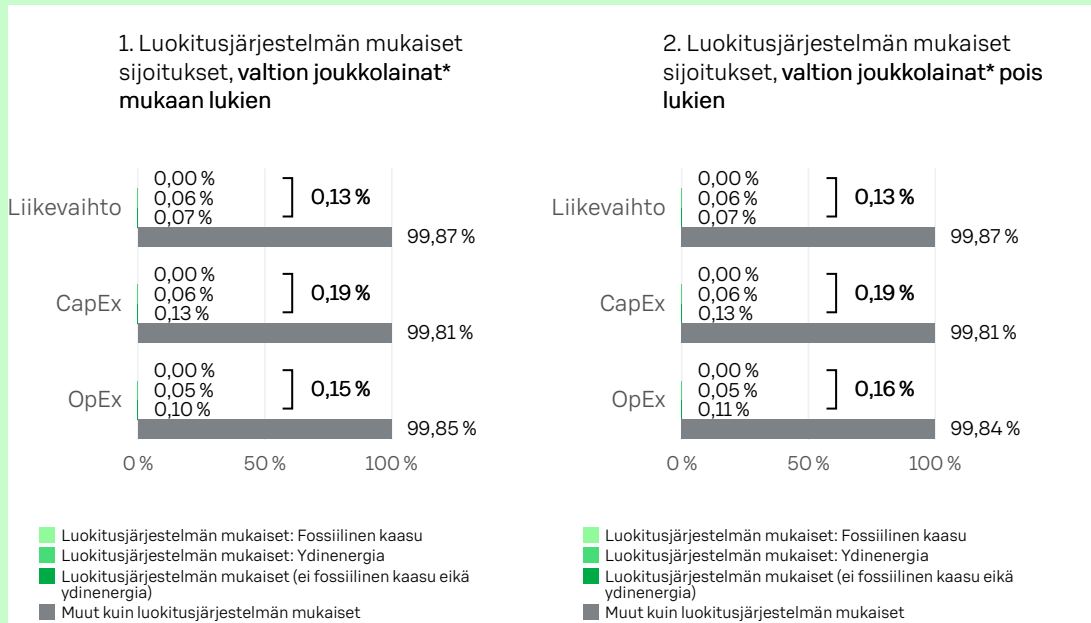 1. Luokitusjärjestelmän mukaiset
sijoitukset, valtion joukkolainat*
mukaan lukien
Liikevaihto
0,00 %
0,06 %
0,07 %
0,13 %
99,87 %
CapEx
0,00 %
0,06 %
0,13 %
0,19 %
99,81 %
OpEx
0,00 %
0,05 %
0,10 %
0,15 %
99,85 %
0 %
50 %
100 %
Luokitusjärjestelmän mukaiset: Fossiilinen kaasu
Luokitusjärjestelmän mukaiset: Ydinenergia
Luokitusjärjestelmän mukaiset (ei fossiilinen kaasu eikä
ydinenergia)
Muut kuin luokitusjärjestelmän mukaiset
2. Luokitusjärjestelmän mukaiset
sijoitukset, valtion joukkolainat* pois
lukien
Liikevaihto
0,00 %
0,06 %
0,07 %
0,13 %
99,87 %
CapEx
0,00 %
0,06 %
0,13 %
0,19 %
99,81 %
OpEx
0,00 %
0,05 %
0,11 %
0,16 %
99,84 %
0 %
50 %
100 %
Luokitusjärjestelmän mukaiset: Fossiilinen kaasu
Luokitusjärjestelmän mukaiset: Ydinenergia
Luokitusjärjestelmän mukaiset (ei fossiilinen kaasu eikä
ydinenergia)
Muut kuin luokitusjärjestelmän mukaiset